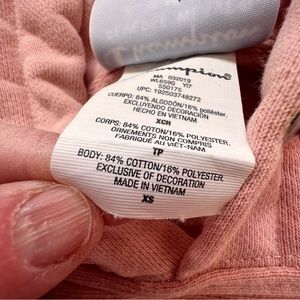 Champion
MA 032019
WL659G Y07
550175
UPC: 192503748272
CUERPO: 84% ALGODÓN/16% poliéster.
EXCLUYENDO DECORACIÓN
HECHO EN VIETNAM
XCH
CORPS: 84% COTON/16% POLYESTER.
ORNEMENTS NON COMPRIS
FABRIQUÉ AU VIÊT-NAM
TP
BODY: 84% COTTON/16% POLYESTER
EXCLUSIVE OF DECORATION
MADE IN VIETNAM
XS